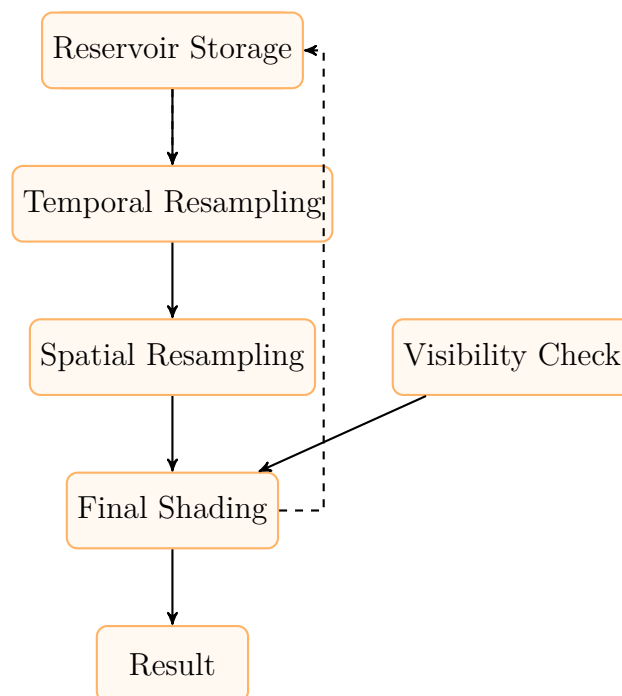 Reservoir Storage
Temporal Resampling
Spatial Resampling
Visibility Check
Final Shading
Result